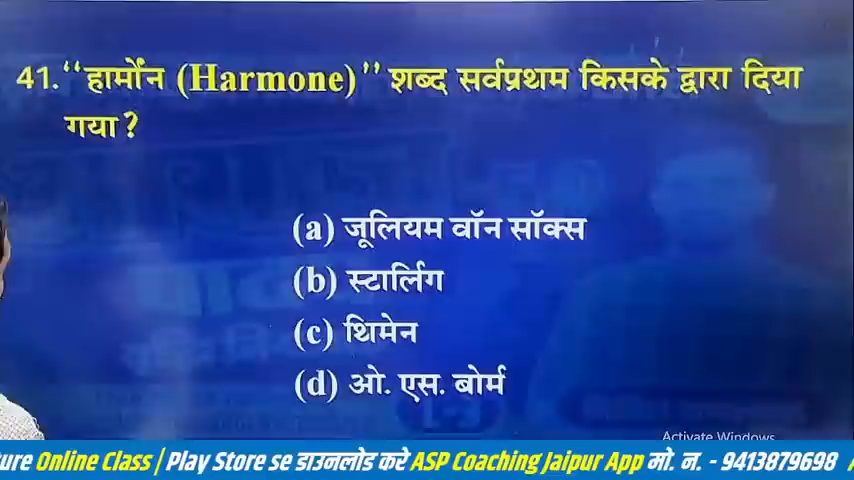 41. “हार्मोन (Harmone)” शब्द सर्वप्रथम किसके द्वारा दिया
गया?
(a) जूलियम वॉन सॉक्स
(b) स्टार्लिग
(c) थिमेन
(d) ओ. एस. बोर्म
Activate Windows
ure Online Class | Play Store se डाउनलोड करे ASP Coaching Jaipur App मो. न. - 9413879698